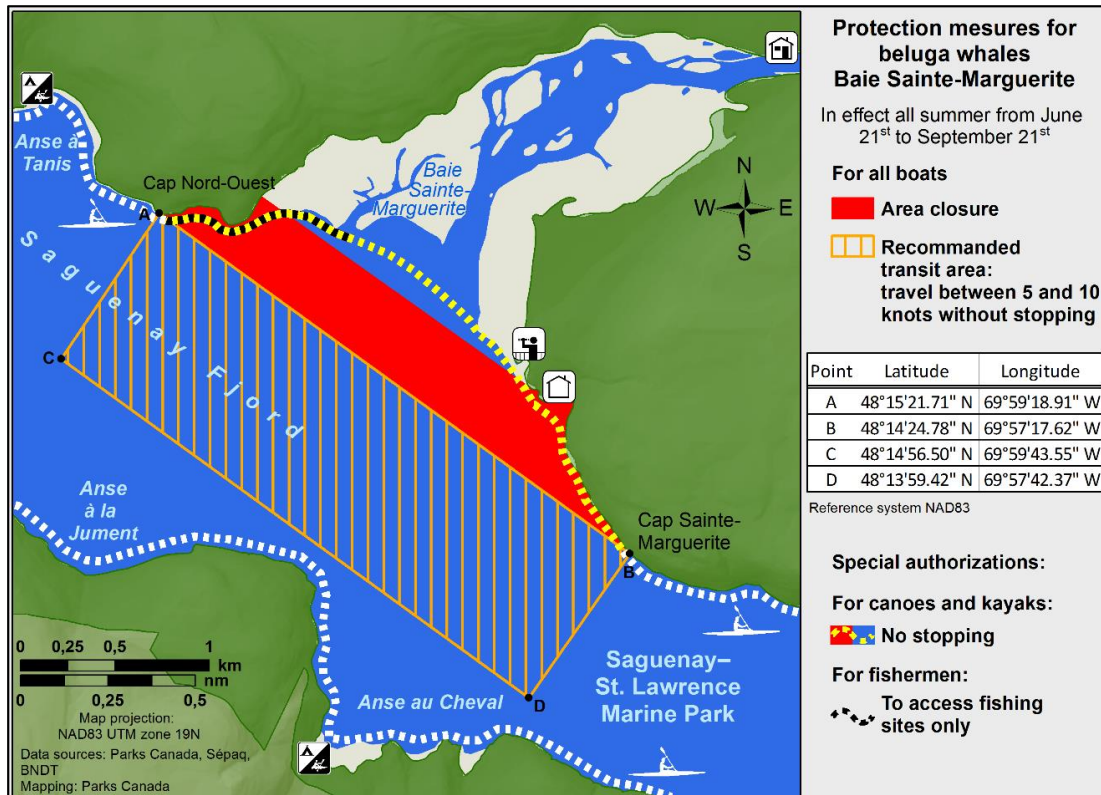 Anse à
Tanis
Cap Nord-Ouest
A
Baie
Sainte-
Marguerite
N
W E
S
Saguenay Fjord
C
Anse
à la
Jument
Cap Sainte-
Marguerite
B
D
Anse au Cheval
Saguenay–
St. Lawrence
Marine Park
0 0,25 0,5 1
km
nm
0 0,25 0,5
Map projection:
NAD83 UTM zone 19N
Data sources: Parks Canada, Sépaq,
BNDT
Mapping: Parks Canada
Protection mesures for
beluga whales
Baie Sainte-Marguerite
In effect all summer from June
21st to September 21st
For all boats
Area closure
Recommanded
transit area:
travel between 5 and 10
knots without stopping
Point Latitude Longitude
A 48°15'21.71" N 69°59'18.91" W
B 48°14'24.78" N 69°57'17.62" W
C 48°14'56.50" N 69°59'43.55" W
D 48°13'59.42" N 69°57'42.37" W
Reference system NAD83
Special authorizations:
For canoes and kayaks:
No stopping
For fishermen:
To access fishing
sites only